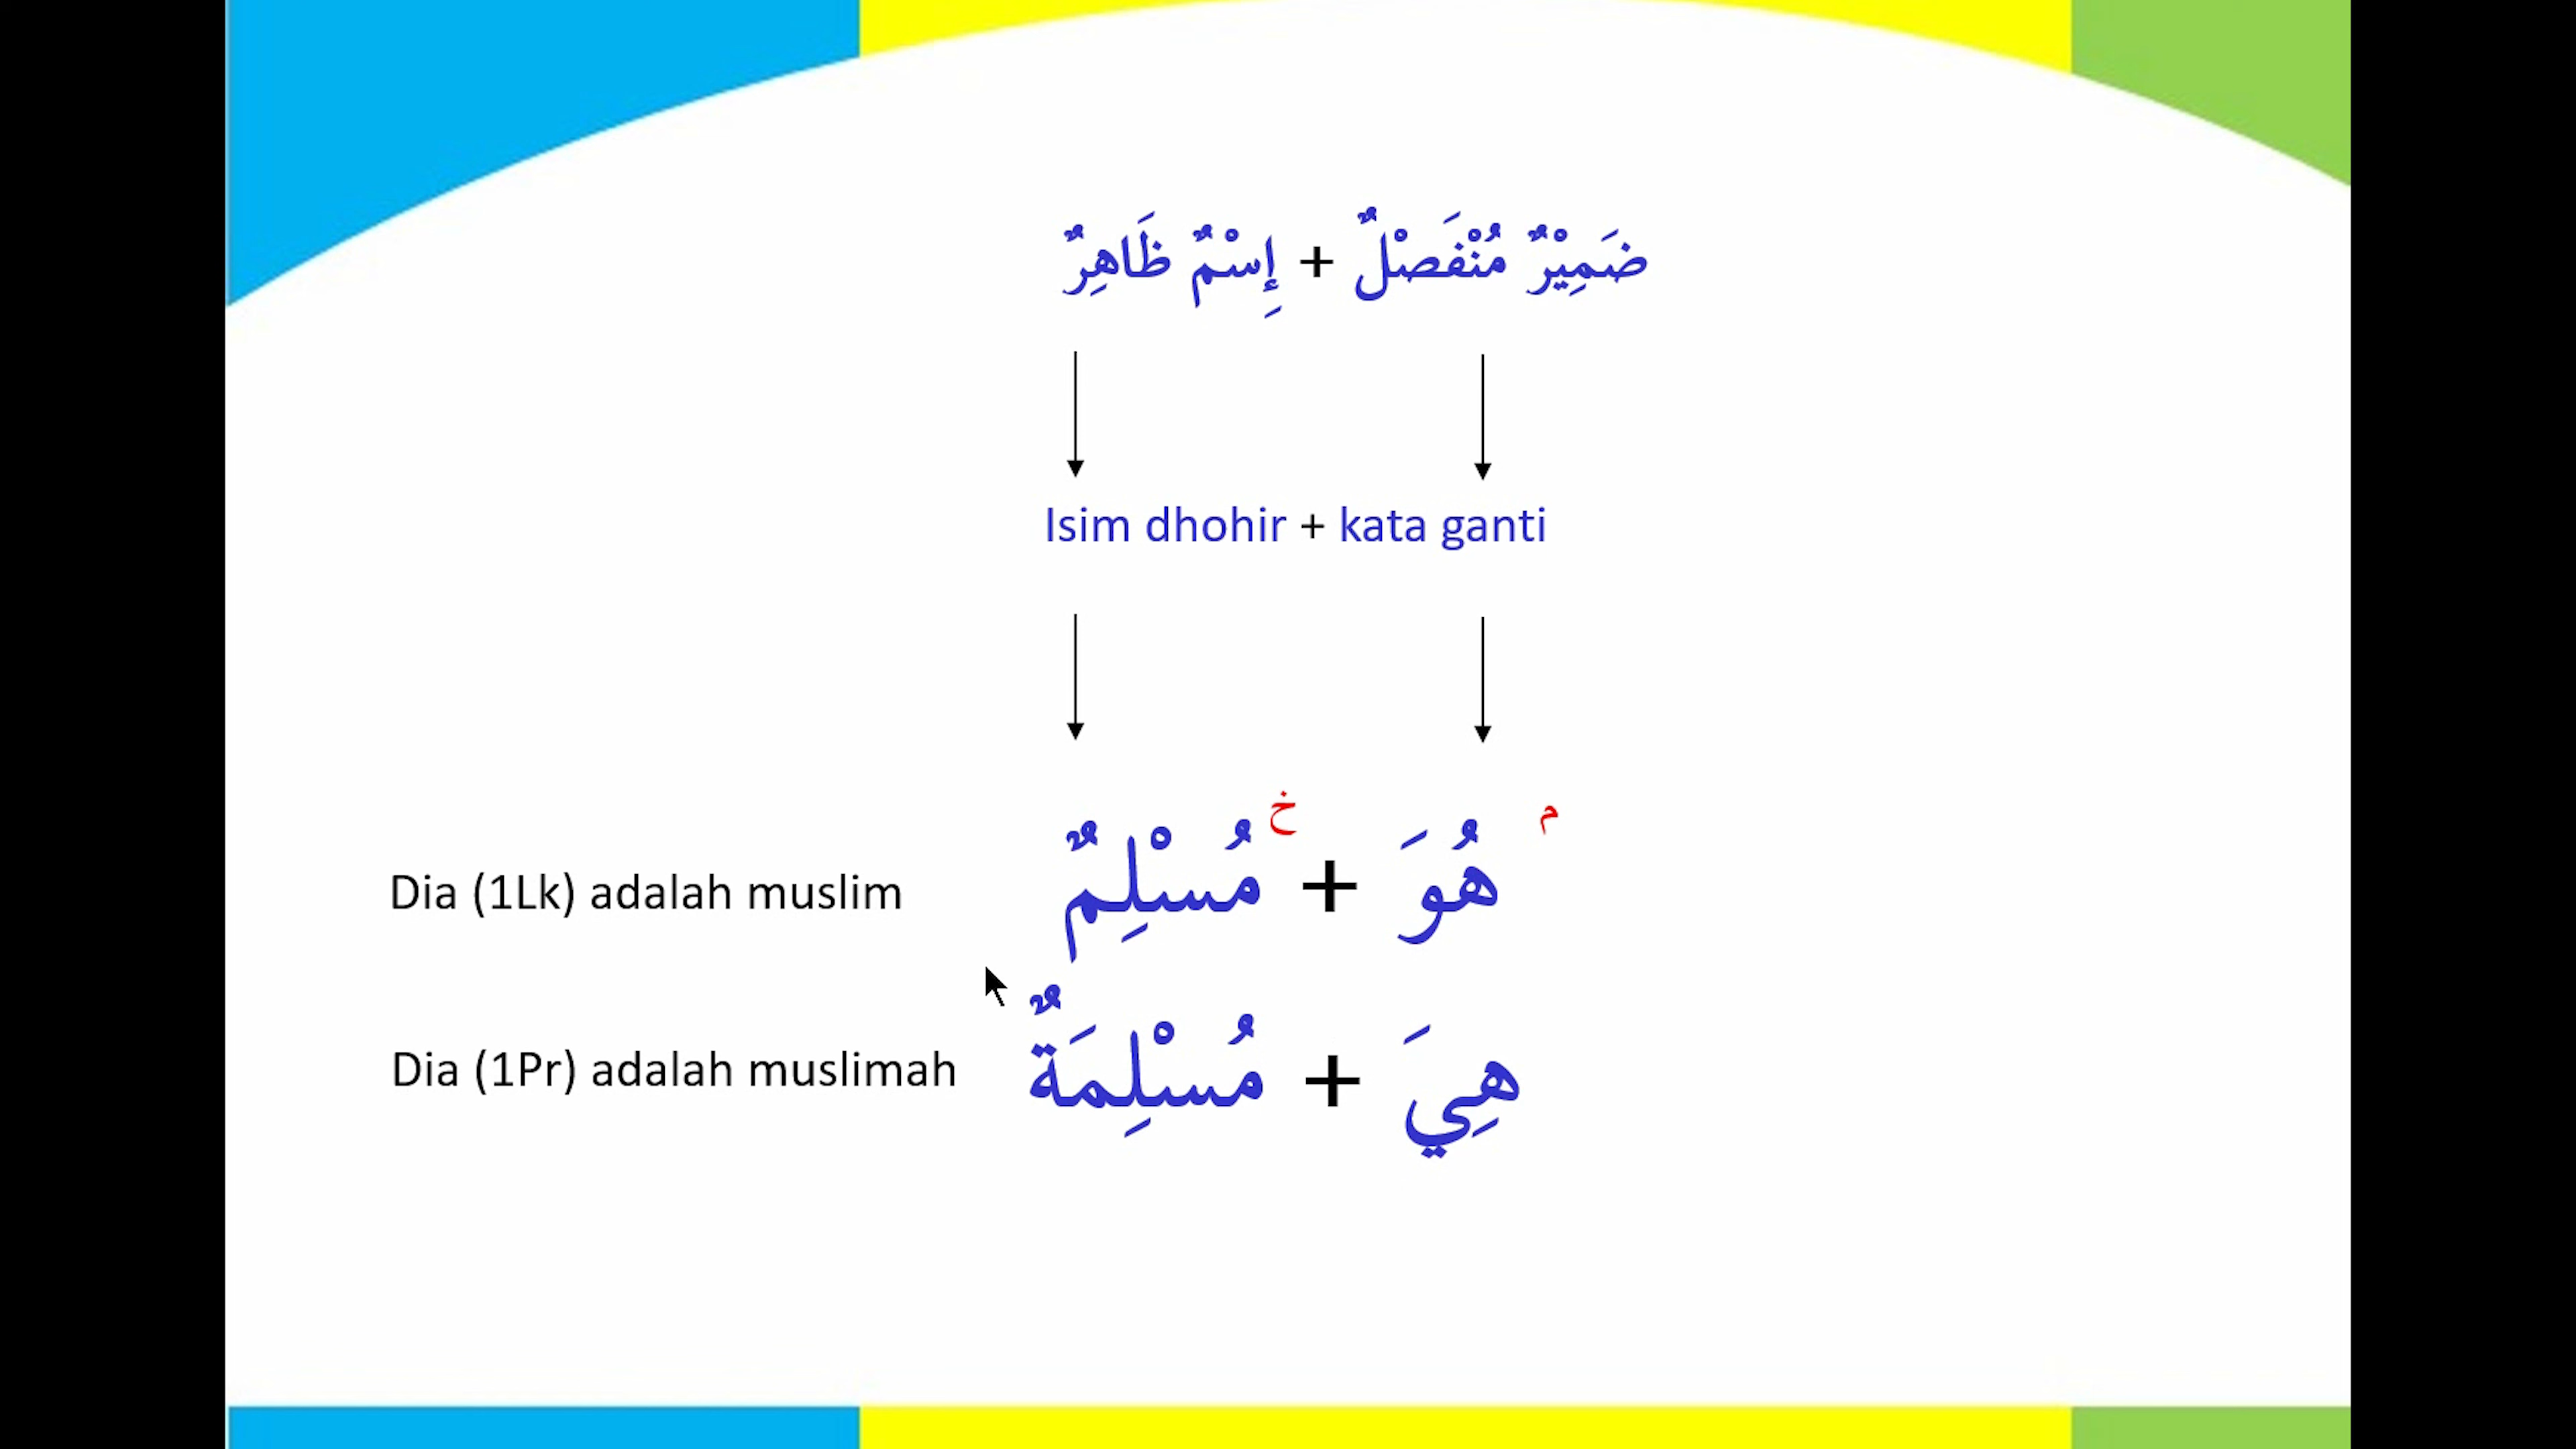 ضَمِيْرٌ مُنْفَصْلٌ + إِسْمٌ ظَاهِرٌ
Isim dhohir + kata ganti
م خ
هُوَ + مُسْلِمٌ
Dia (1Lk) adalah muslim
هِيَ + مُسْلِمَةٌ
Dia (1Pr) adalah muslimah